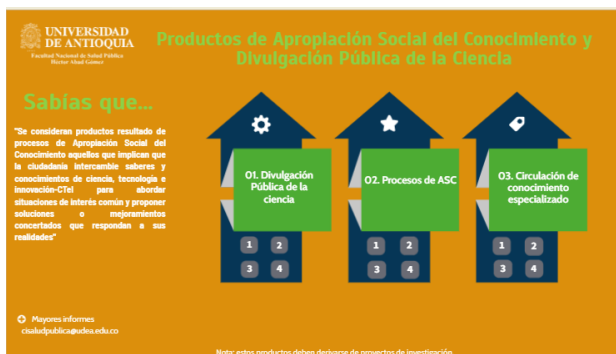 UNIVERSIDAD
DE ANTIOQUIA
Facultad Nacional de Salud Pública
Héctor Abad Gómez
Productos de Apropiación Social del Conocimiento y
Divulgación Pública de la Ciencia
Sabías que...
"Se consideran productos resultado de
procesos de Apropiación Social del
Conocimiento aquellos que implican que
la ciudadanía intercambie saberes y
conocimientos de ciencia, tecnología e
innovación-CTeI para abordar
situaciones de interés común y proponer
soluciones o mejoramientos
concertados que respondan a sus
realidades"
01. Divulgación
Pública de la
ciencia
1 2
3 4
02. Procesos de ASC
1 2
3 4
03. Circulación de
conocimiento
especializado
1 2
3 4
Mayores informes
cisaludpublica@udea.edu.co
Nota: estos productos deben derivarse de proyectos de investigación